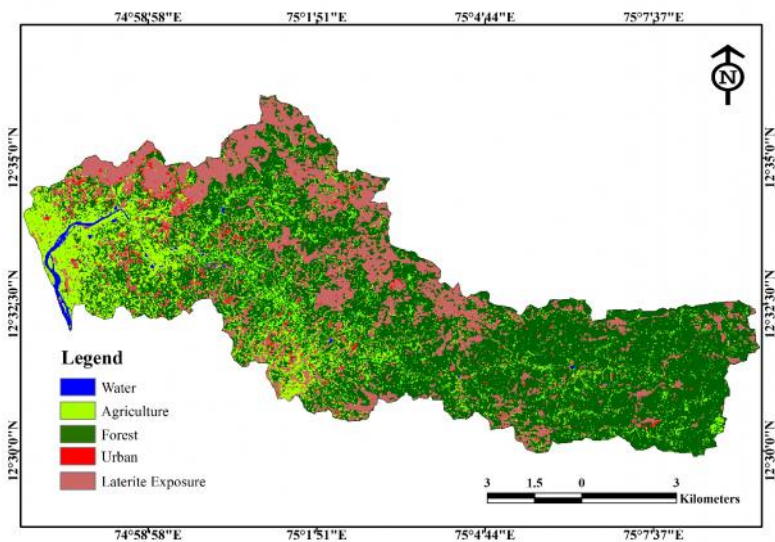 74°58'58"E 75°1'51"E 75°4'44"E 75°7'37"E
N
12°35'0"N 12°35'0"N
12°32'30"N 12°32'30"N
Legend
Water
Agriculture
Forest
Urban
Laterite Exposure
12°30'0"N 12°30'0"N
3 1.5 0 3
Kilometers
74°58'58"E 75°1'51"E 75°4'44"E 75°7'37"E